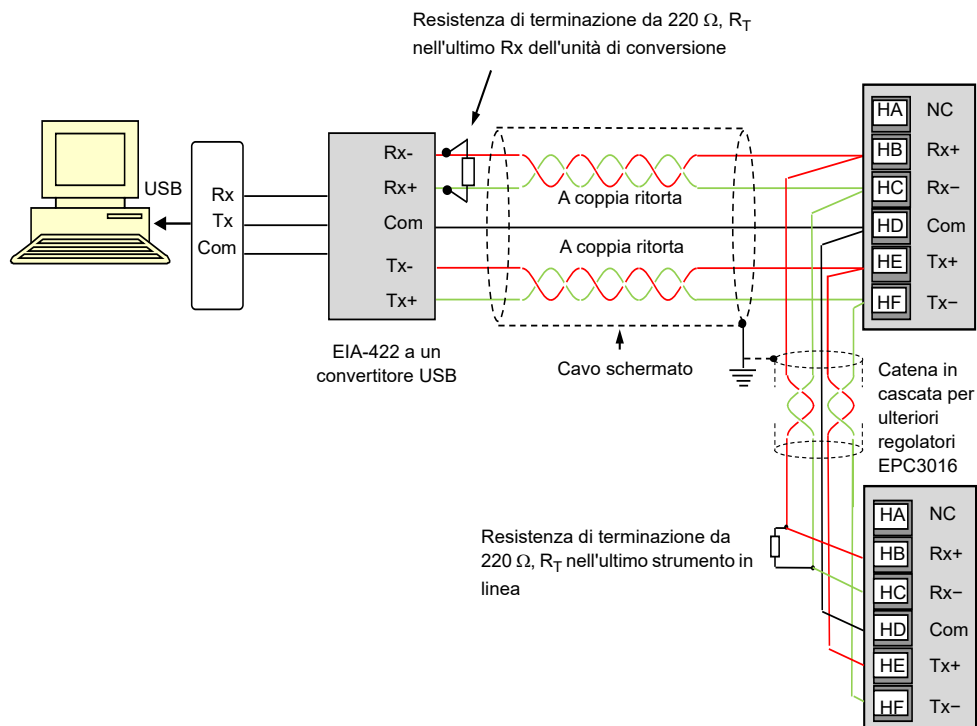 Resistenza di terminazione da 220 Ω, RT
nell'ultimo Rx dell'unità di conversione
USB
Rx
Tx
Com
Rx-
Rx+
Com
Tx-
Tx+
EIA-422 a un
convertitore USB
A coppia ritorta
A coppia ritorta
Cavo schermato
HA NC
HB Rx+
HC Rx−
HD Com
HE Tx+
HF Tx−
Catena in
cascata per
ulteriori
regolatori
EPC3016
Resistenza di terminazione da
220 Ω, RT nell'ultimo strumento in
linea
HA NC
HB Rx+
HC Rx−
HD Com
HE Tx+
HF Tx−